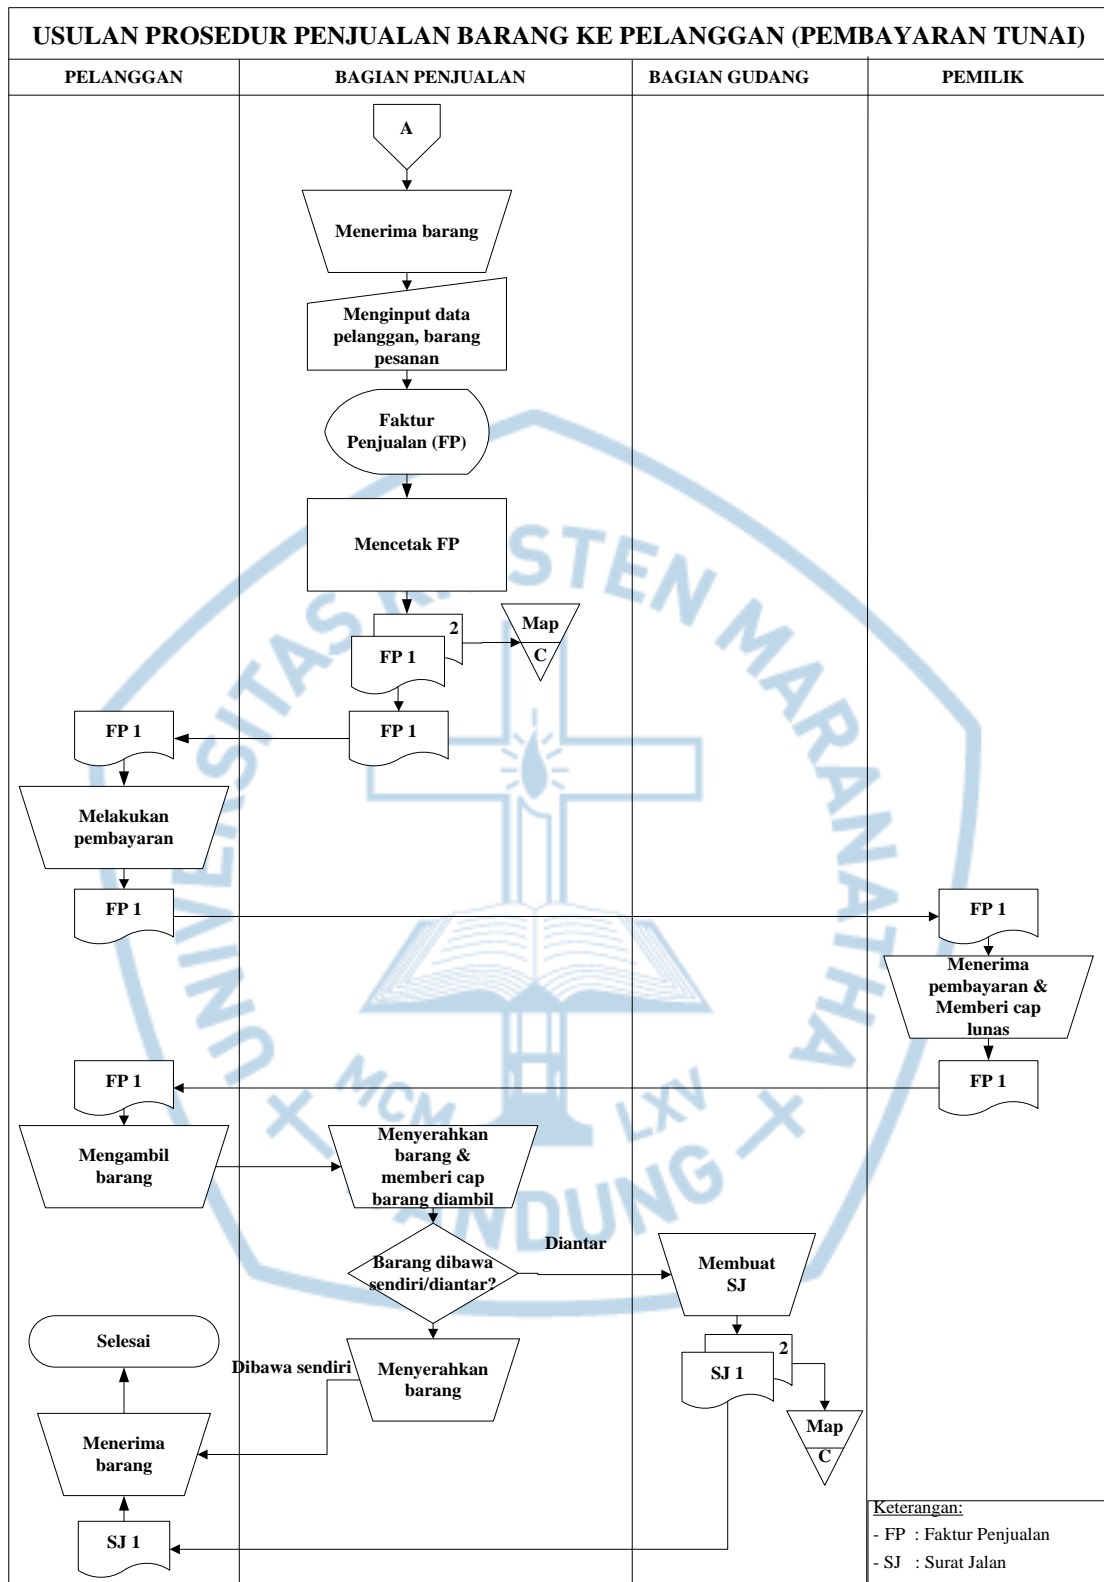 USULAN PROSEDUR PENJUALAN BARANG KE PELANGGAN (PEMBAYARAN TUNAI)
PELANGGAN
BAGIAN PENJUALAN
BAGIAN GUDANG
PEMILIK
A
Menerima barang
Menginput data
pelanggan, barang
pesanan
Faktur
Penjualan (FP)
Mencetak FP
2
FP 1
Map
C
FP 1
FP 1
Melakukan
pembayaran
FP 1
FP 1
Menerima
pembayaran &
Memberi cap
lunas
FP 1
FP 1
Mengambil
barang
Menyerahkan
barang &
memberi cap
barang diambil
Barang dibawa
sendiri/diantar?
Diantar
Membuat
SJ
2
SJ 1
Map
C
Selesai
Dibawa sendiri
Menyerahkan
barang
Menerima
barang
SJ 1
Keterangan:
- FP : Faktur Penjualan
- SJ : Surat Jalan
MCM
LXV